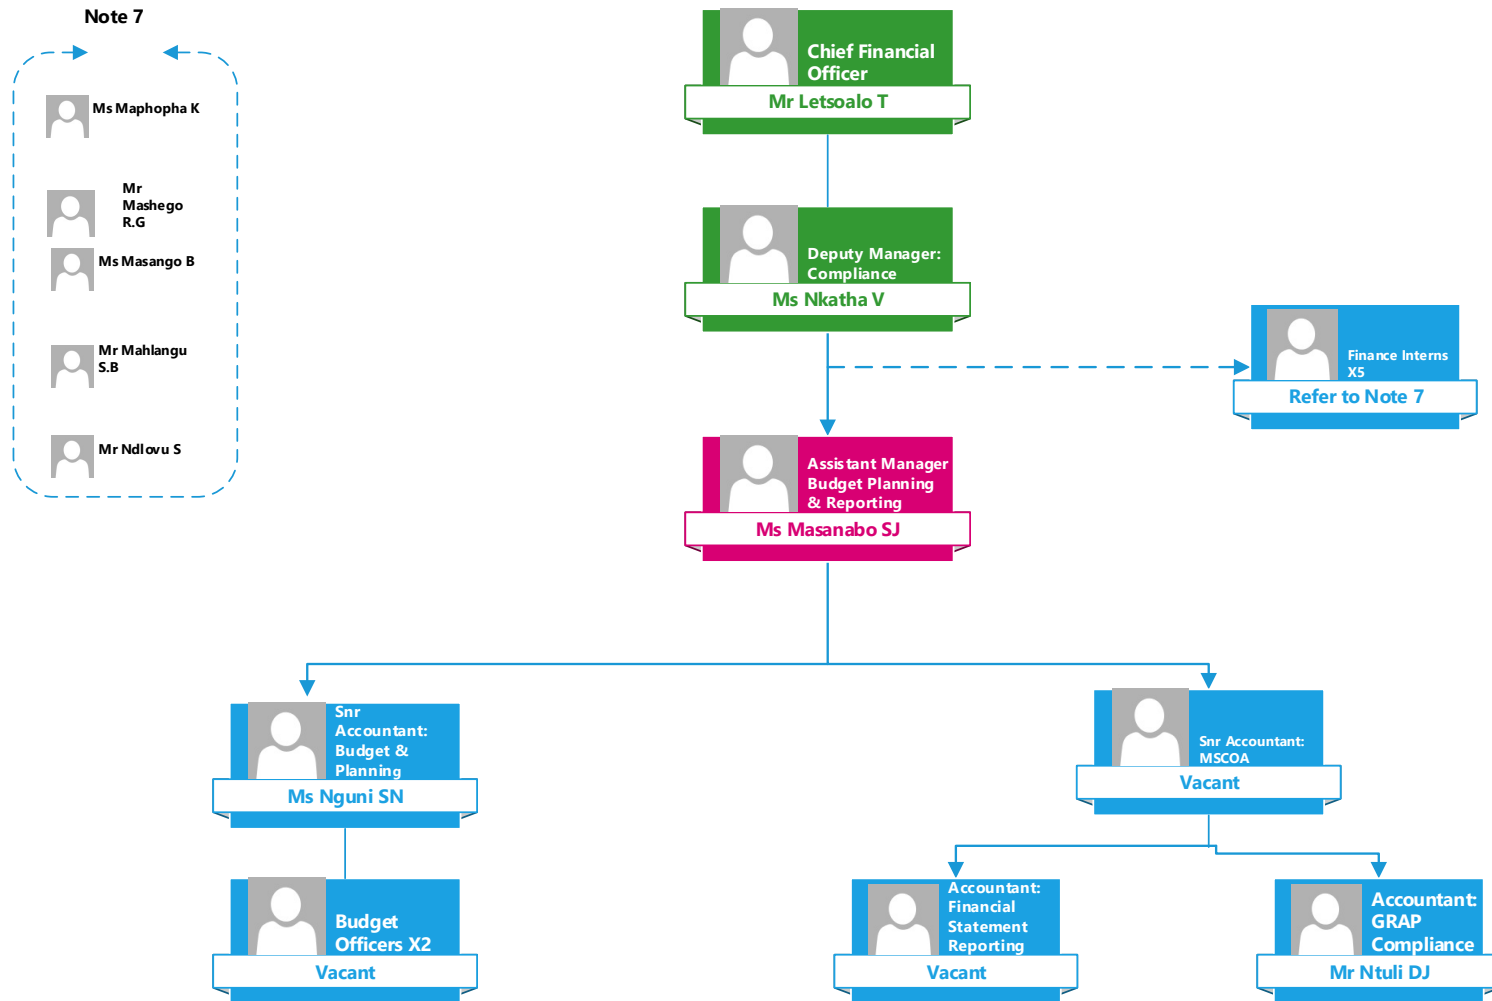 Note 7
Ms Maphopha K
Mr
Mashego
R.G
Ms Masango B
Mr Mahlangu
S.B
Mr Ndlovu S
Chief Financial
Officer
Mr Letsoalo T
Deputy Manager:
Compliance
Ms Nkatha V
Finance Interns
X5
Refer to Note 7
Assistant Manager
Budget Planning
& Reporting
Ms Masanabo SJ
Snr
Accountant:
Budget &
Planning
Ms Nguni SN
Snr Accountant:
MSCOA
Vacant
Budget
Officers X2
Vacant
Accountant:
Financial
Statement
Reporting
Vacant
Accountant:
GRAP
Compliance
Mr Ntuli DJ